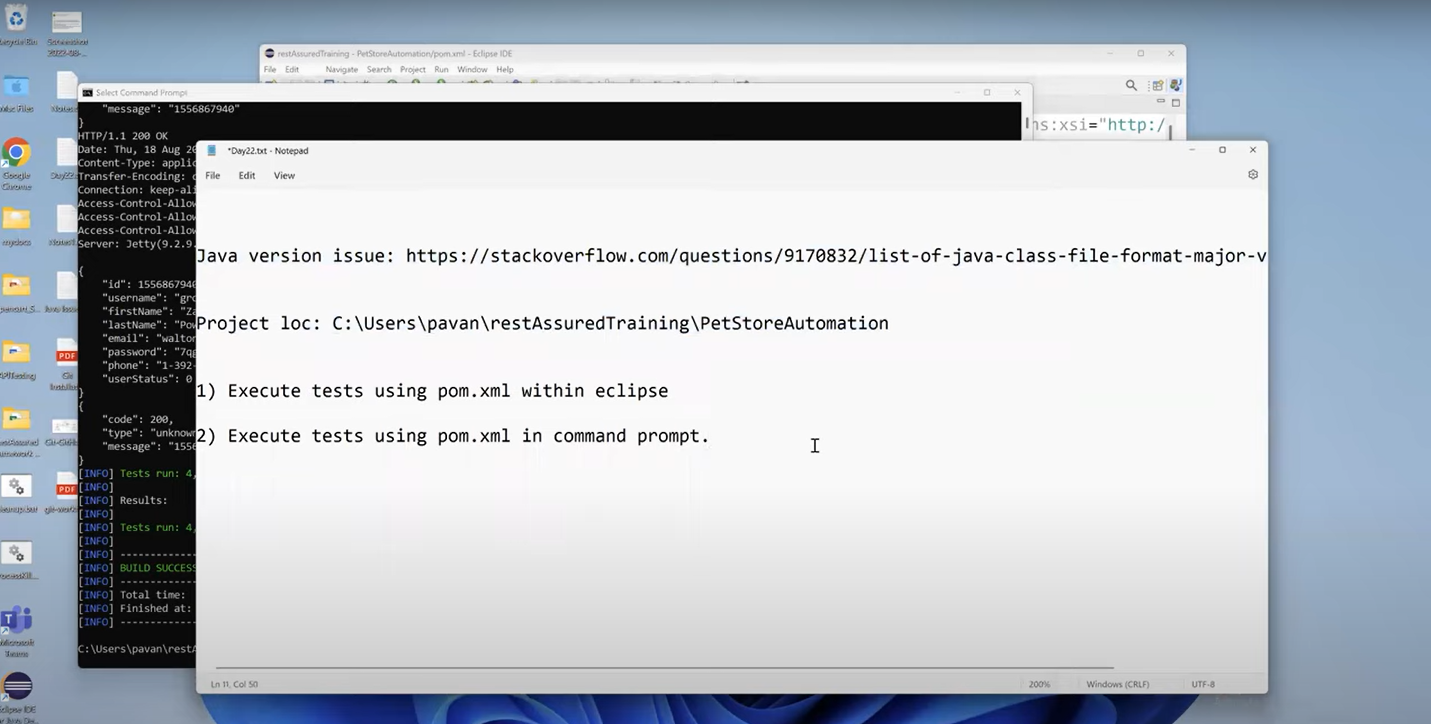 Recycle Bin
Screenshot
2022-08-...
Mac Files
Google
Chrome
mydocs
restAssuredTraining - PetStoreAutomation/pom.xml - Eclipse IDE
File Edit Navigate Search Project Run Window Help
ns:xsi="http:/
Select Command Prompt
"message": "1556867940"
}
HTTP/1.1 200 OK
Date: Thu, 18 Aug 20
Content-Type: applic
Transfer-Encoding: c
Connection: keep-ali
Access-Control-Allow
Access-Control-Allow
Access-Control-Allow
Server: Jetty(9.2.9.
{
"id": 1556867940
"username": "gro
"firstName": "Za
"lastName": "Pow
"email": "walton
"password": "7qg
"phone": "1-392-
"userStatus": 0
}
{
"code": 200,
"type": "unknown
"message": "1556
}
[INFO] Tests run: 4,
[INFO]
[INFO] Results:
[INFO]
[INFO] Tests run: 4,
[INFO]
[INFO] -------------
[INFO] BUILD SUCCESS
[INFO] -------------
[INFO] Total time:
[INFO] Finished at:
[INFO] -------------
C:\Users\pavan\restA
*Day22.txt - Notepad
File Edit View
Java version issue: https://stackoverflow.com/questions/9170832/list-of-java-class-file-format-major-v
Project loc: C:\Users\pavan\restAssuredTraining\PetStoreAutomation
1) Execute tests using pom.xml within eclipse
2) Execute tests using pom.xml in command prompt.
Ln 11, Col 50 200% Windows (CRLF) UTF-8
PDF
PDF
Microsoft
Teams
Eclipse IDE